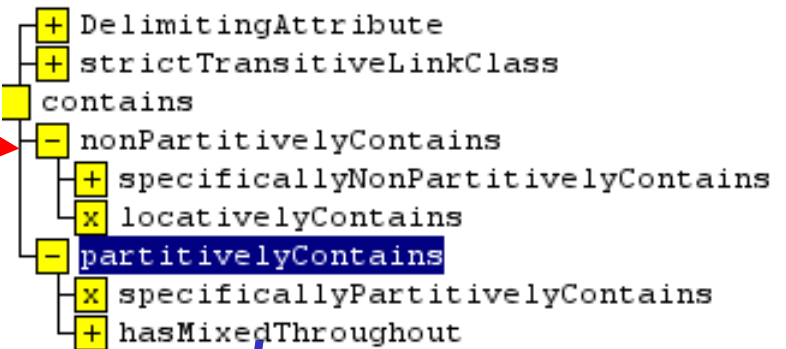 + DelimitingAttribute
+ strictTransitiveLinkClass
contains
- nonPartitivelyContains
+ specificallyNonPartitivelyContains
x locativelyContains
- partitivelyContains
x specificallyPartitivelyContains
+ hasMixedThroughout